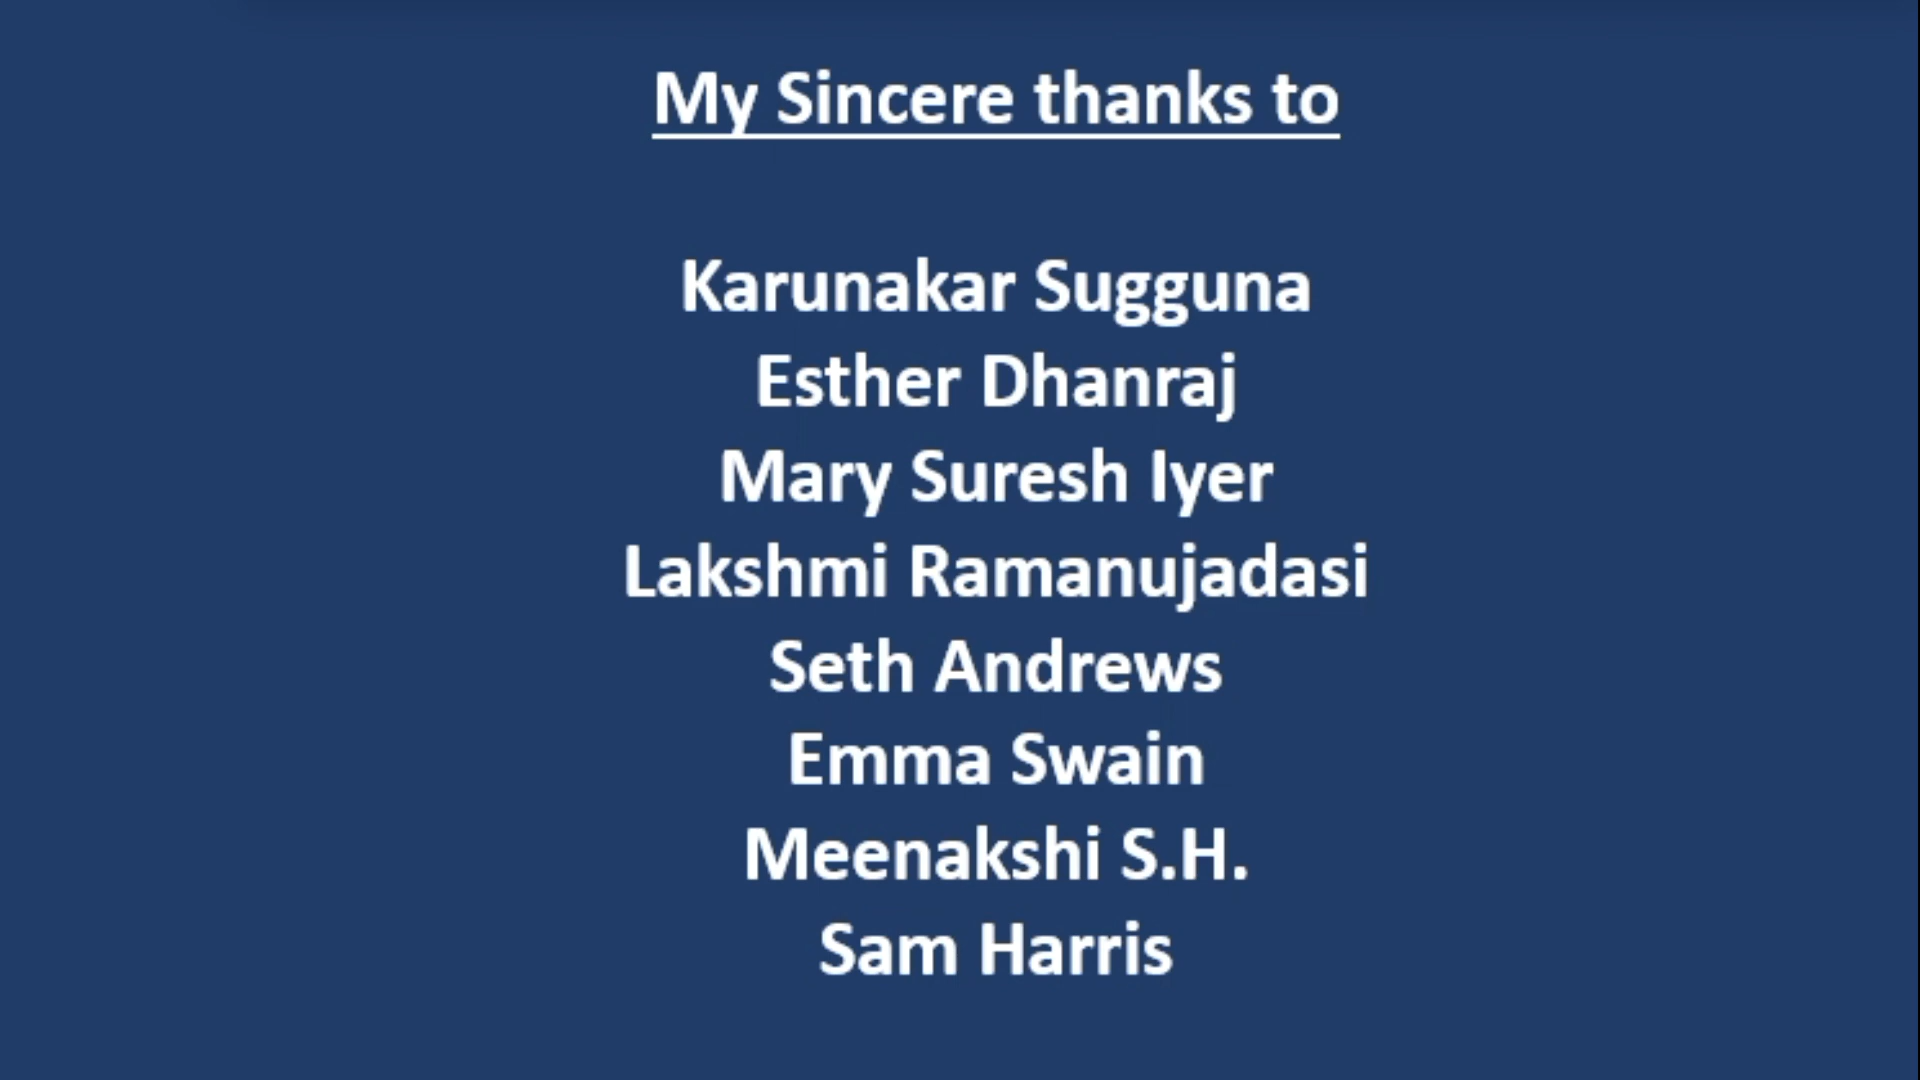 My Sincere thanks to
Karunakar Sugguna
Esther Dhanraj
Mary Suresh Iyer
Lakshmi Ramanujadasi
Seth Andrews
Emma Swain
Meenakshi S.H.
Sam Harris